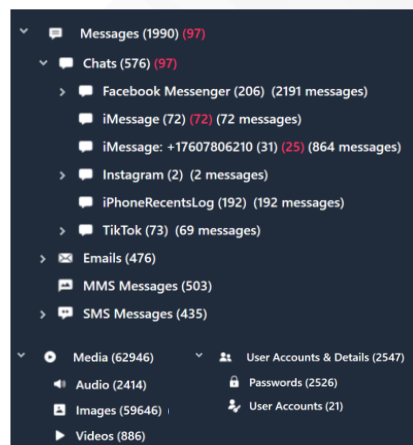 Messages (1990) (97)
Chats (576) (97)
Facebook Messenger (206) (2191 messages)
iMessage (72) (72) (72 messages)
iMessage: +17607806210 (31) (25) (864 messages)
Instagram (2) (2 messages)
iPhoneRecentsLog (192) (192 messages)
TikTok (73) (69 messages)
Emails (476)
MMS Messages (503)
SMS Messages (435)
Media (62946)
Audio (2414)
Images (59646) (
Videos (886)
User Accounts & Details (2547)
Passwords (2526)
User Accounts (21)